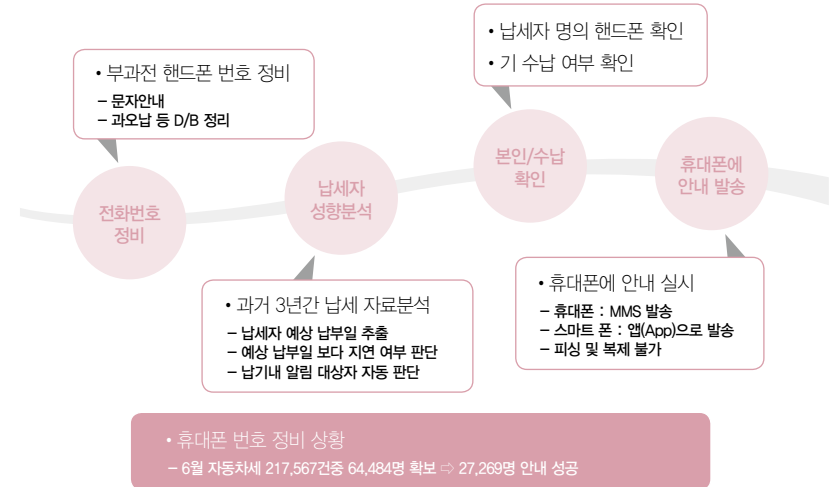 • 납세자 명의 핸드폰 확인
• 기 수납 여부 확인
• 부과전 핸드폰 번호 정비
– 문자안내
– 과오납 등 D/B 정리
전화번호
정비
납세자
성향분석
본인/수납
확인
휴대폰에
안내 발송
• 과거 3년간 납세 자료분석
– 납세자 예상 납부일 추출
– 예상 납부일 보다 지연 여부 판단
– 납기내 알림 대상자 자동 판단
• 휴대폰에 안내 실시
– 휴대폰 : MMS 발송
– 스마트 폰 : 앱(App)으로 발송
– 피싱 및 복제 불가
• 휴대폰 번호 정비 상황
– 6월 자동차세 217,567건중 64,484명 확보 ⇨ 27,269명 안내 성공